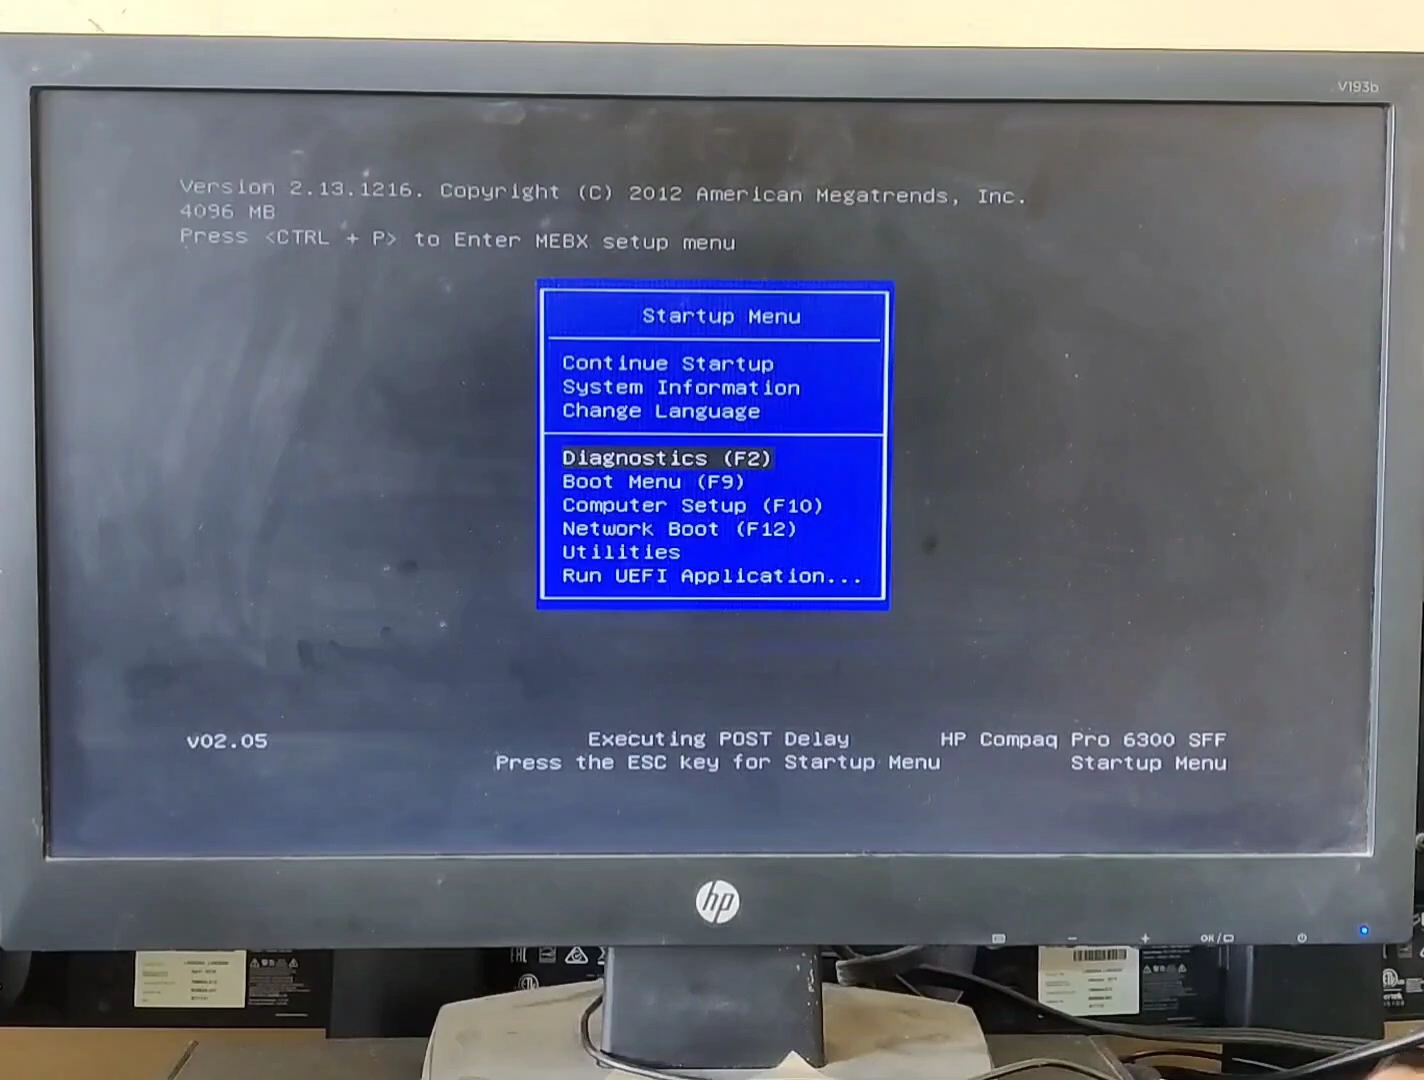 V193b
Version 2.13.1216. Copyright (C) 2012 American Megatrends, Inc.
4096 MB
Press <CTRL + P> to Enter MEBX setup menu
Startup Menu
Continue Startup
System Information
Change Language
Diagnostics (F2)
Boot Menu (F9)
Computer Setup (F10)
Network Boot (F12)
Utilities
Run UEFI Application...
v02.05
Executing POST Delay
HP Compaq Pro 6300 SFF
Press the ESC key for Startup Menu
Startup Menu
hp
OK /